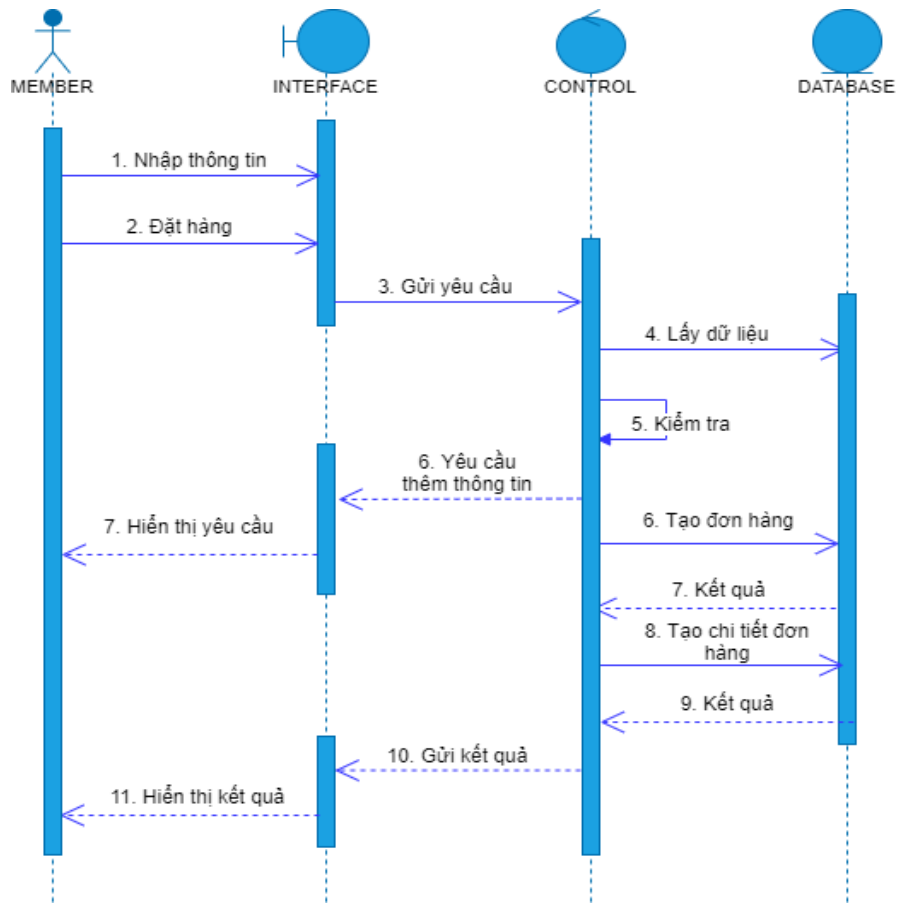 MEMBER
INTERFACE
CONTROL
DATABASE
1. Nhập thông tin
2. Đặt hàng
3. Gửi yêu cầu
4. Lấy dữ liệu
5. Kiểm tra
6. Yêu cầu
thêm thông tin
6. Tạo đơn hàng
7. Hiển thị yêu cầu
7. Kết quả
8. Tạo chi tiết đơn
hàng
9. Kết quả
10. Gửi kết quả
11. Hiển thị kết quả